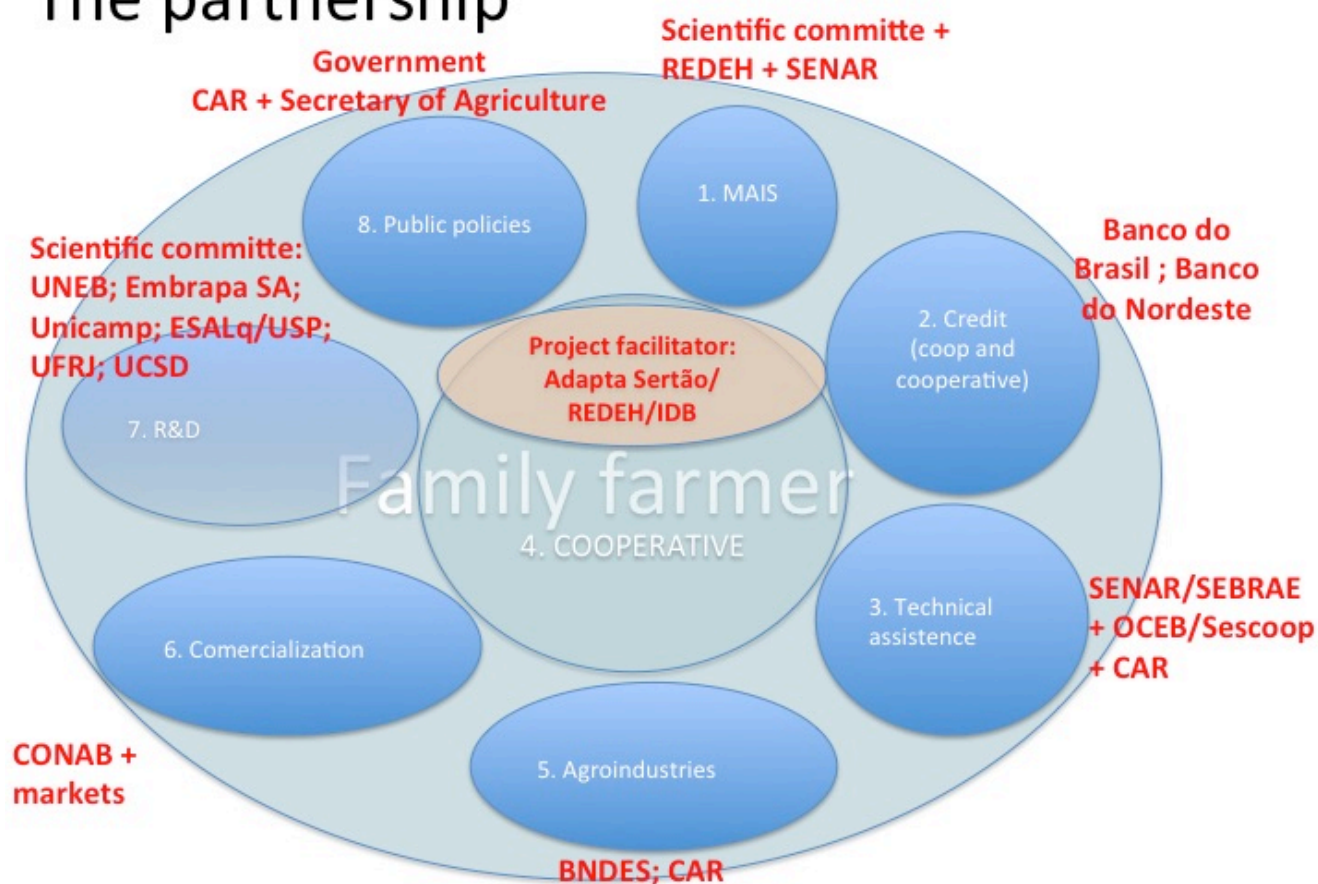 The partnership
Scientific committe +
REDEH + SENAR
Government
CAR + Secretary of Agriculture
1. MAIS
8. Public policies
Banco do
Brasil ; Banco
do Nordeste
Scientific committe:
UNEB; Embrapa SA;
Unicamp; ESALq/USP;
UFRJ; UCSD
2. Credit
(coop and
cooperative)
Project facilitator:
Adapta Sertão/
REDEH/IDB
7. R&D
Family farmer
4. COOPERATIVE
3. Technical
assistence
SENAR/SEBRAE
+ OCEB/Sescoop
+ CAR
6. Comercialization
CONAB +
markets
5. Agroindustries
BNDES; CAR